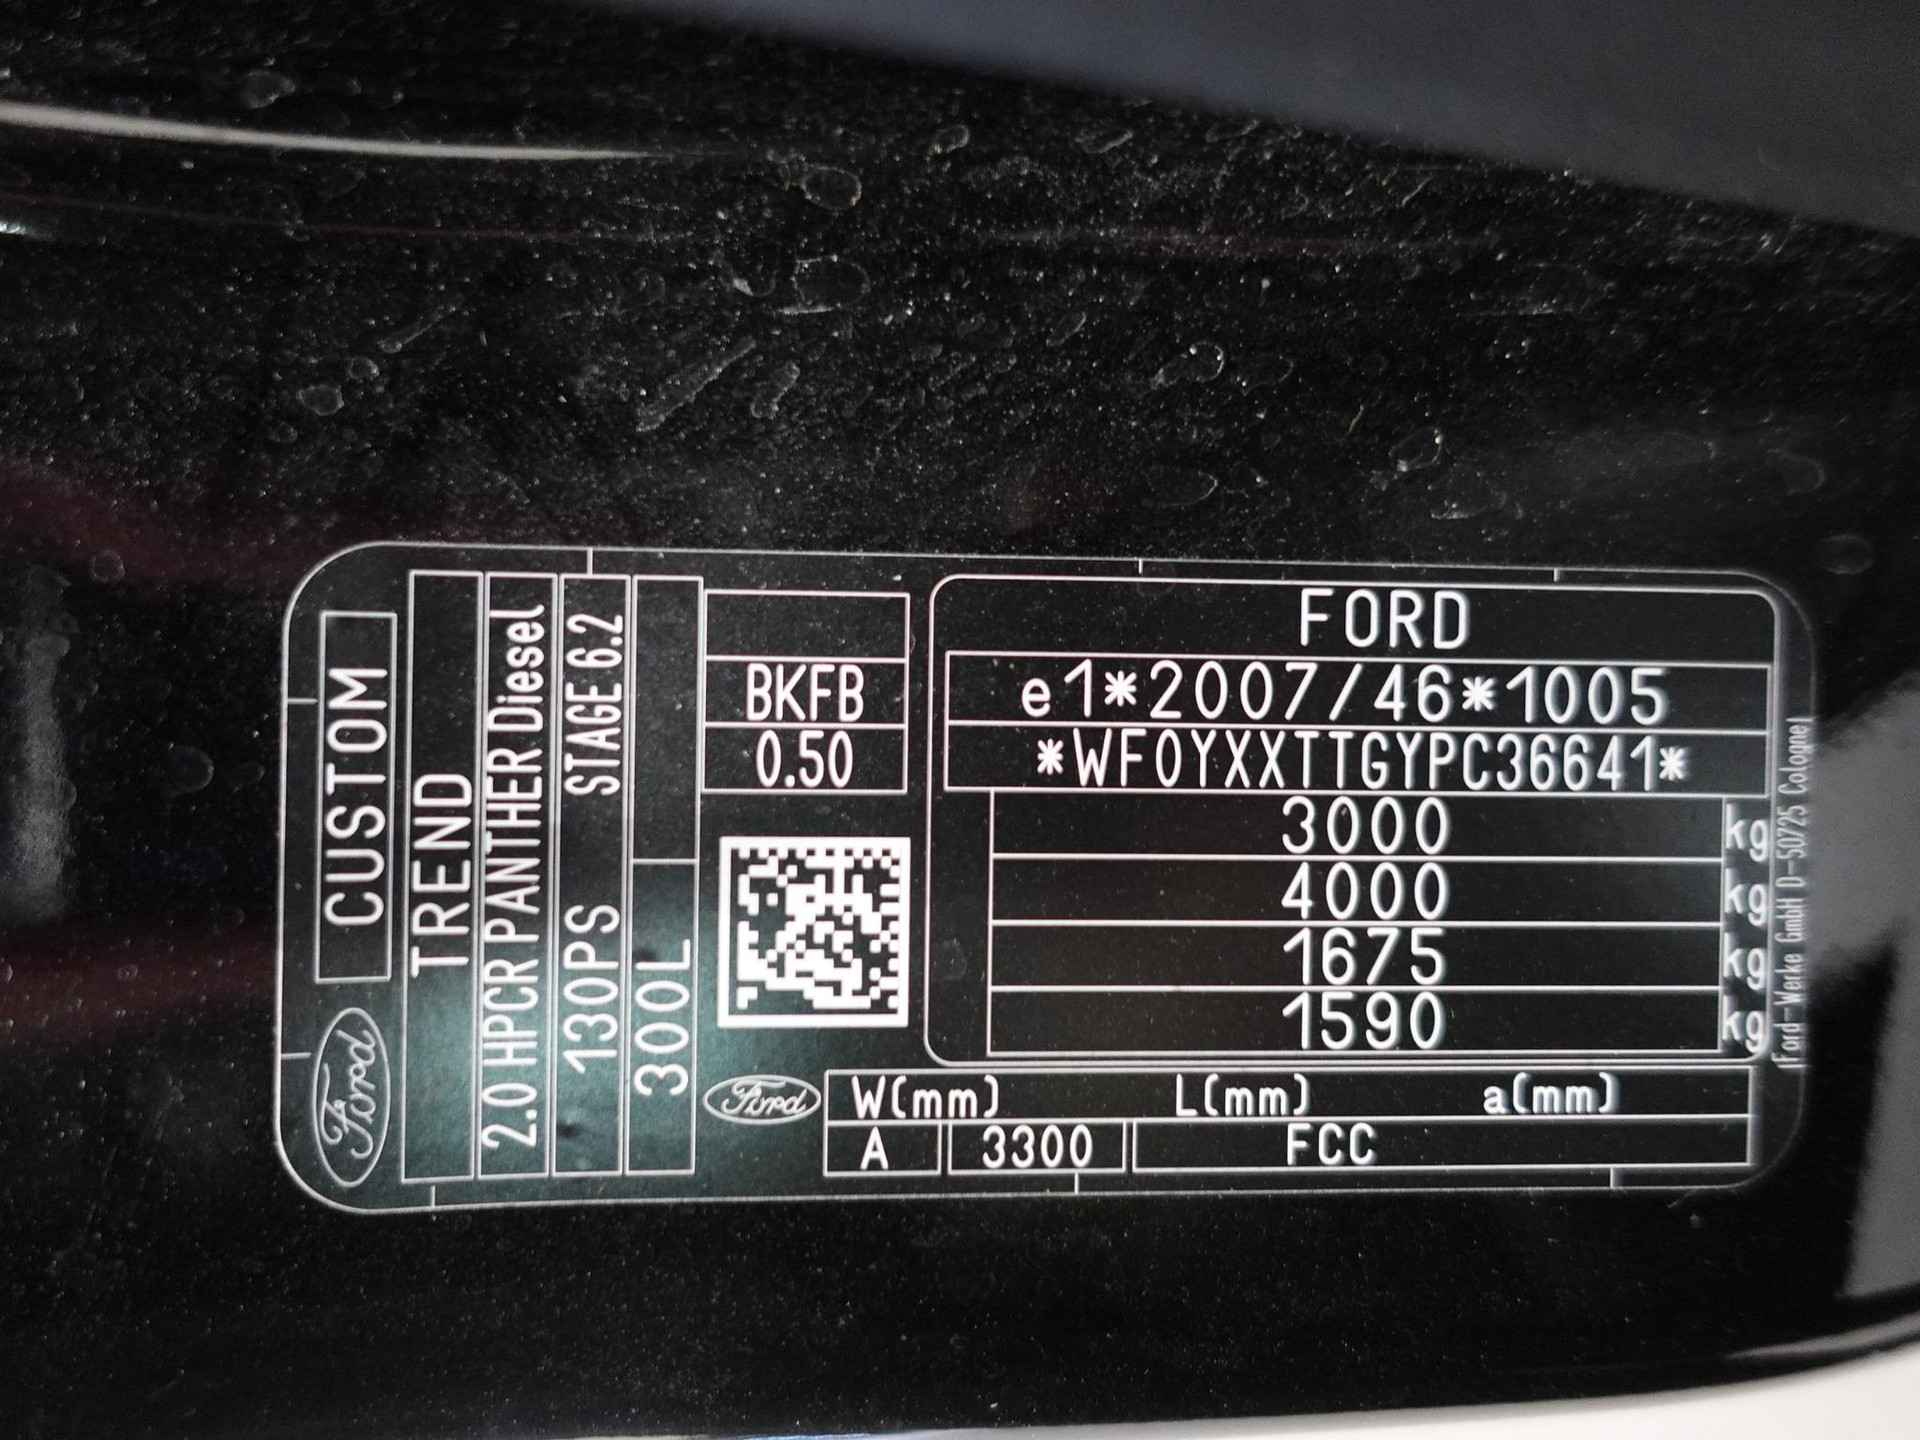 Ford
CUSTOM
TREND
2.0 HPCR PANTHER Diesel
130PS STAGE 6.2
300L
BKFB
0.50
FORD
e1*2007/46*1005
*WF0YXXTTGYPC36641*
3000 kg
4000 kg
1675 kg
1590 kg
Ford-Werke GmbH D-50725 Cologne
Ford
W(mm) L(mm) a(mm)
A 3300 FCC